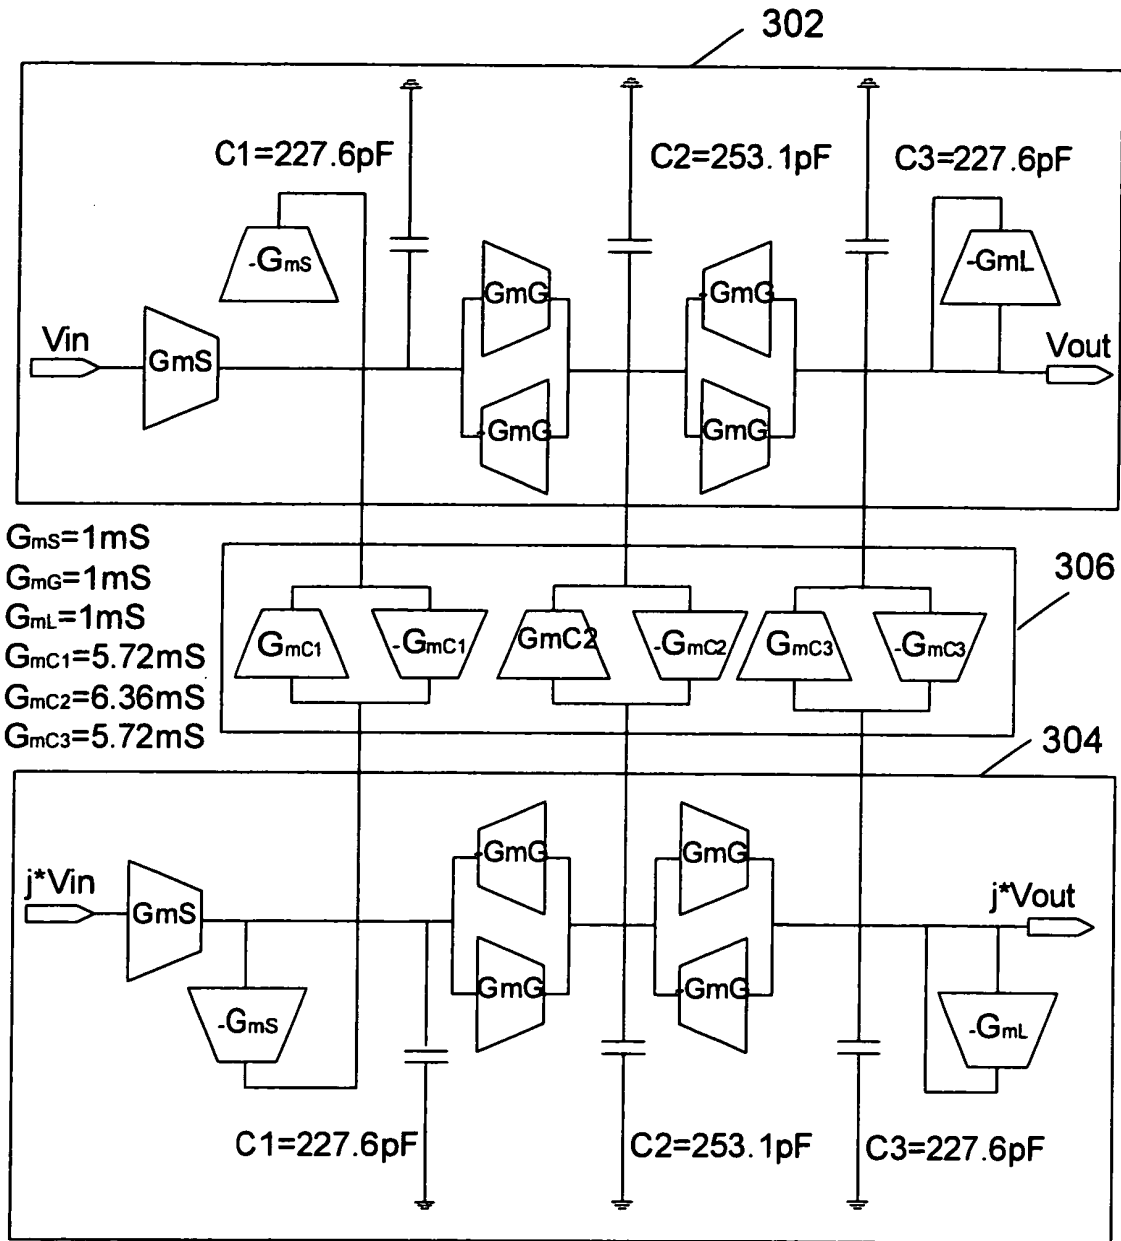 302
C1=227.6pF
C2=253.1pF
C3=227.6pF
-GmS
GmG
-GmG
-GmL
Vin
GmS
Vout
-GmG
GmG
GmS=1mS
GmG=1mS
GmL=1mS
GmC1=5.72mS
GmC2=6.36mS
GmC3=5.72mS
306
GmC1
-GmC1
GmC2
-GmC2
GmC3
-GmC3
304
-GmG
GmG
j*Vin
GmS
j*Vout
GmG
-GmG
-GmS
-GmL
C1=227.6pF
C2=253.1pF
C3=227.6pF